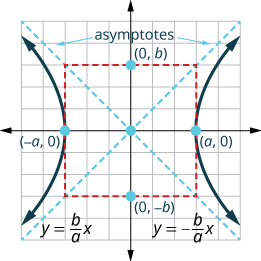 asymptotes
(0, b)
(−a, 0) (a, 0)
(0, −b)
y = b/a x y = −b/a x